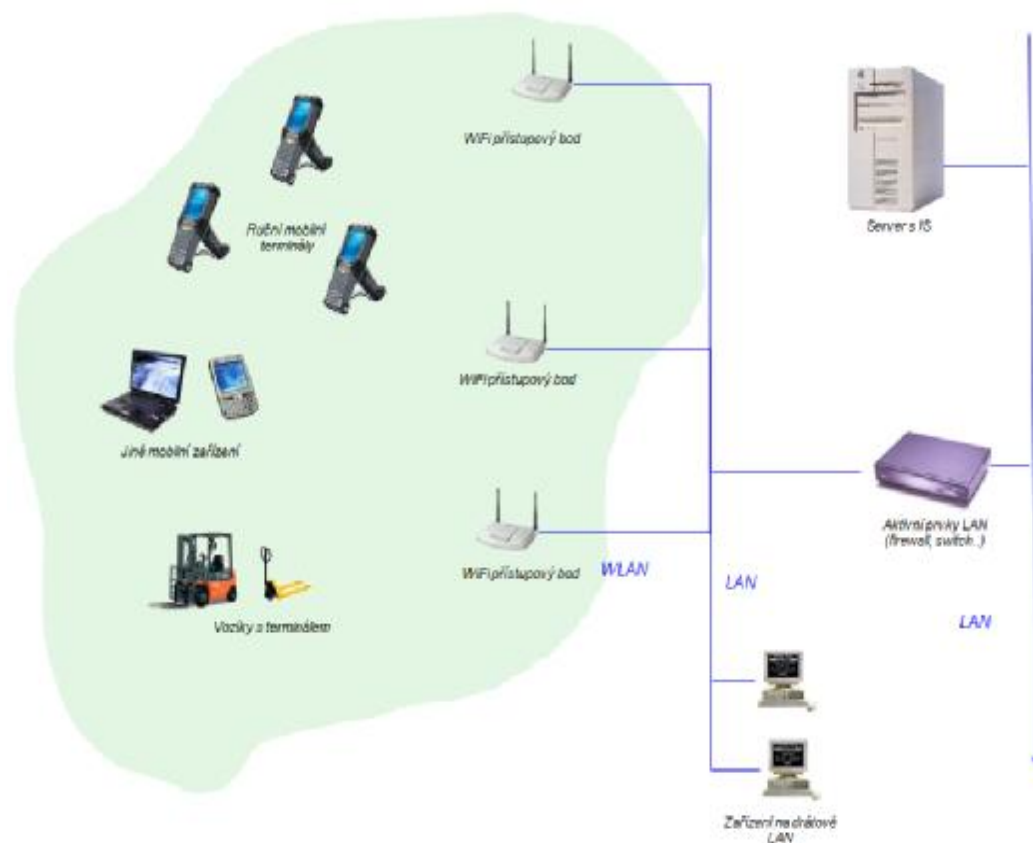 WiFi přístupový bod
Server s IS
Ruční mobilní
terminály
WiFi přístupový bod
Jiné mobilní zařízení
Aktivní prvky LAN
(firewall, switch..)
WiFi přístupový bod
WLAN
LAN
Vozíky s terminálem
LAN
Zařízení na drátové
LAN